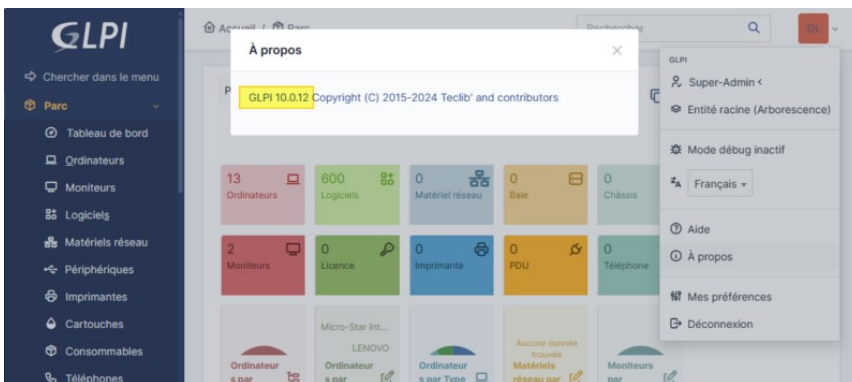 GLPI
Accueil / Parc
Rechercher
GL
À propos
GLPI 10.0.12 Copyright (C) 2015-2024 Teclib' and contributors
Chercher dans le menu
Parc
Tableau de bord
Ordinateurs
Moniteurs
Logiciels
Matériels réseau
Périphériques
Imprimantes
Cartouches
Consommables
Téléphones
13
Ordinateurs
600
Logiciels
0
Matériel réseau
0
Baie
0
Châssis
2
Moniteurs
0
Licence
0
Imprimante
0
PDU
0
Téléphone
Ordinateur
s par
Micro-Star Int...
LENOVO
Ordinateur
s par
Ordinateur
s par Type
Aucune donnée
trouvée
Matériels
réseau par
Moniteurs
par
GLPI
Super-Admin
Entité racine (Arborescence)
Mode débug inactif
Français
Aide
À propos
Mes préférences
Déconnexion